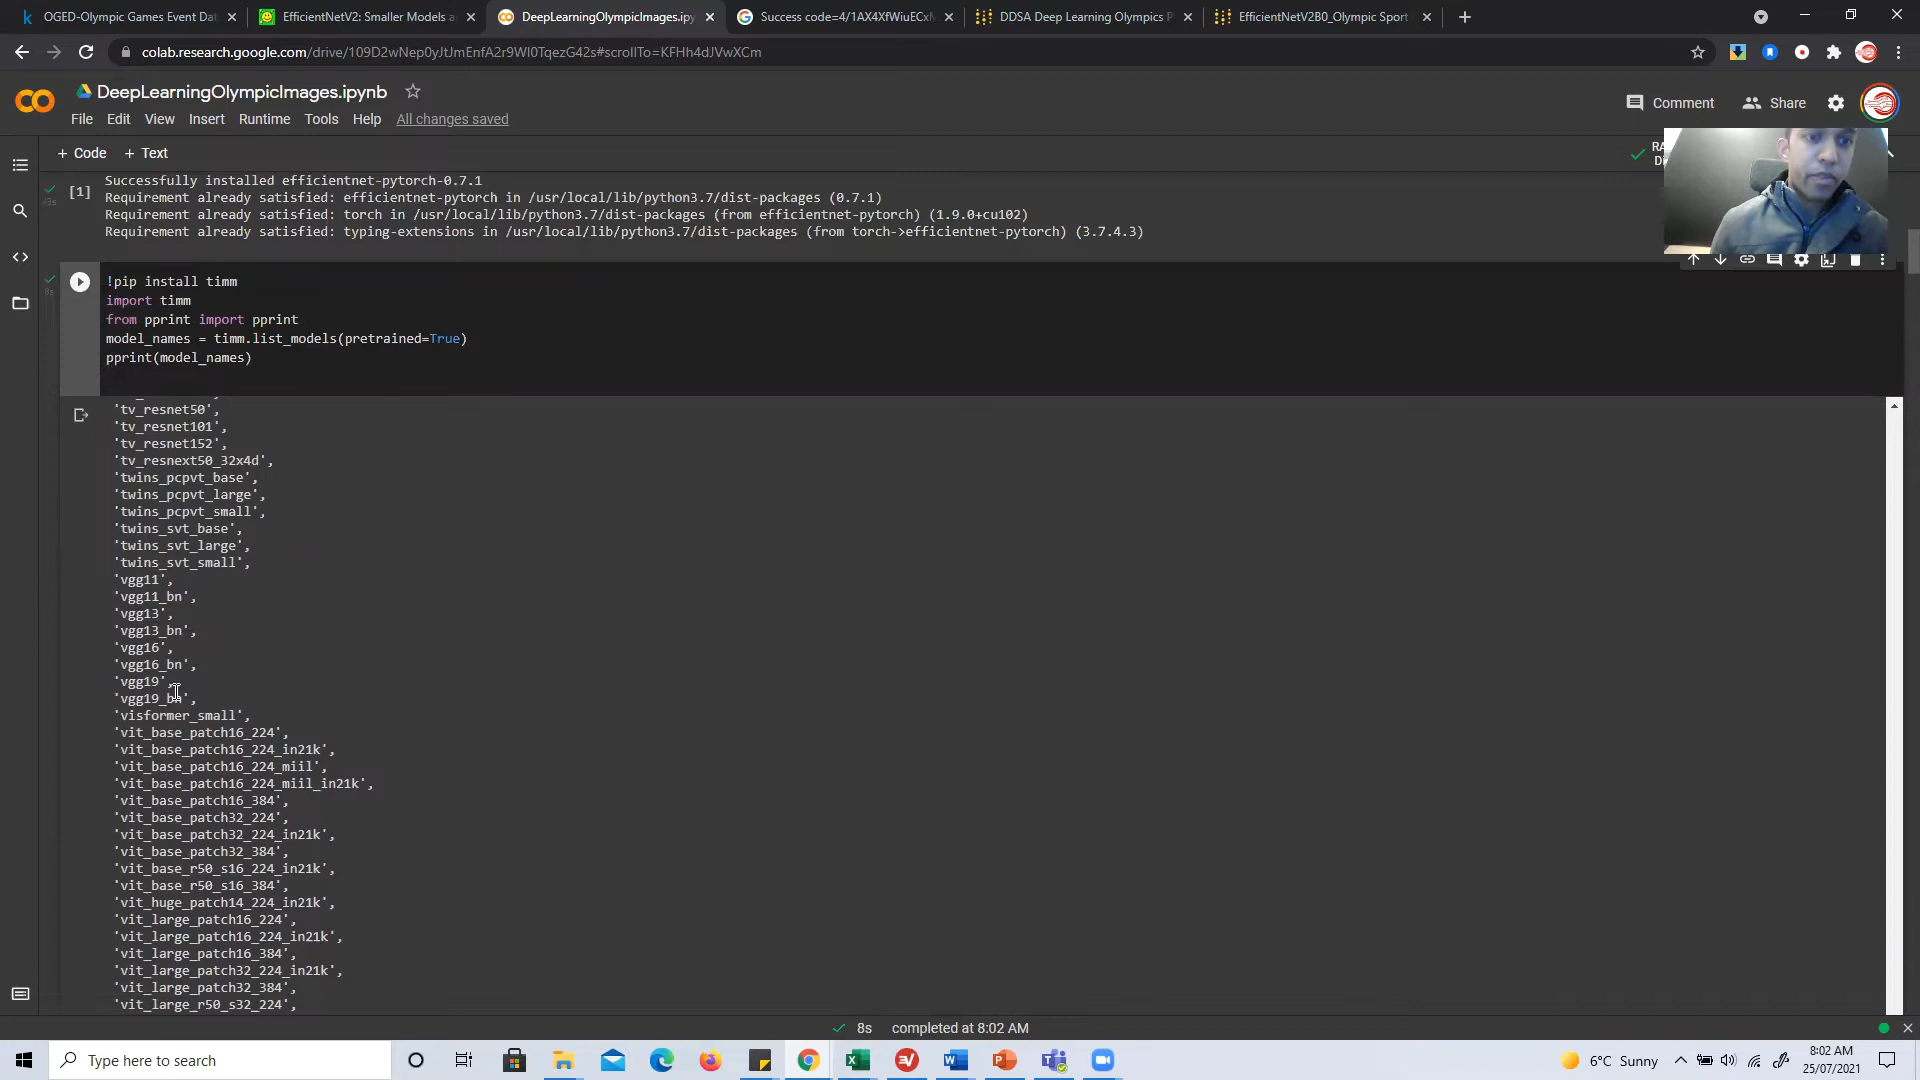 OGED-Olympic Games Event Dat
EfficientNetV2: Smaller Models a
DeepLearningOlympicImages.ipy
Success code=4/1AX4XfWiuECx
DDSA Deep Learning Olympics P
EfficientNetV2B0_Olympic Sport
colab.research.google.com/drive/109D2wNep0yJtJmEnfA2r9Wl0TqezG42s#scrollTo=KFHh4dJVwXCm
DeepLearningOlympicImages.ipynb
Comment
Share
File Edit View Insert Runtime Tools Help All changes saved
+ Code + Text
RA
Di
[1]
Successfully installed efficientnet-pytorch-0.7.1
Requirement already satisfied: efficientnet-pytorch in /usr/local/lib/python3.7/dist-packages (0.7.1)
Requirement already satisfied: torch in /usr/local/lib/python3.7/dist-packages (from efficientnet-pytorch) (1.9.0+cu102)
Requirement already satisfied: typing-extensions in /usr/local/lib/python3.7/dist-packages (from torch->efficientnet-pytorch) (3.7.4.3)
8s
!pip install timm
import timm
from pprint import pprint
model_names = timm.list_models(pretrained=True)
pprint(model_names)
'tv_resnet50',
'tv_resnet101',
'tv_resnet152',
'tv_resnext50_32x4d',
'twins_pcpvt_base',
'twins_pcpvt_large',
'twins_pcpvt_small',
'twins_svt_base',
'twins_svt_large',
'twins_svt_small',
'vgg11',
'vgg11_bn',
'vgg13',
'vgg13_bn',
'vgg16',
'vgg16_bn',
'vgg19',
'vgg19_bn',
'visformer_small',
'vit_base_patch16_224',
'vit_base_patch16_224_in21k',
'vit_base_patch16_224_miil',
'vit_base_patch16_224_miil_in21k',
'vit_base_patch16_384',
'vit_base_patch32_224',
'vit_base_patch32_224_in21k',
'vit_base_patch32_384',
'vit_base_r50_s16_224_in21k',
'vit_base_r50_s16_384',
'vit_huge_patch14_224_in21k',
'vit_large_patch16_224',
'vit_large_patch16_224_in21k',
'vit_large_patch16_384',
'vit_large_patch32_224_in21k',
'vit_large_patch32_384',
'vit_large_r50_s32_224',
8s completed at 8:02 AM
Type here to search
6°C Sunny
8:02 AM
25/07/2021